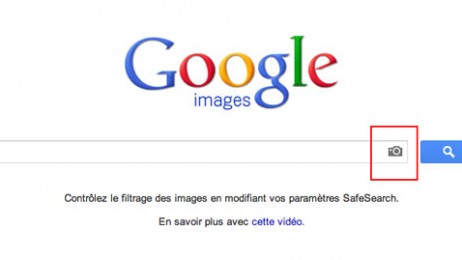 Google
images
Contrôlez le filtrage des images en modifiant vos paramètres SafeSearch.
En savoir plus avec cette vidéo.